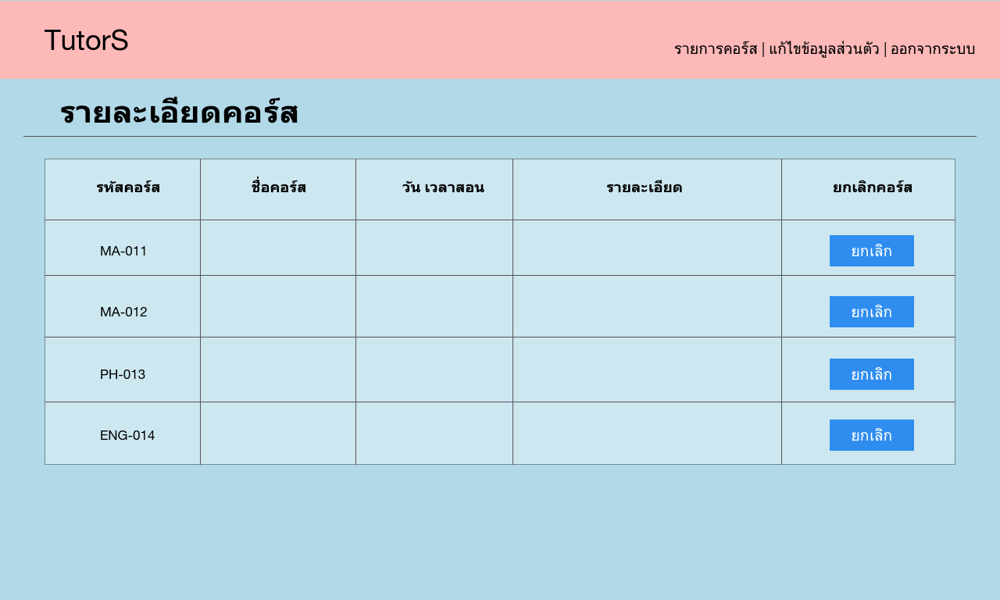 TutorS
รายการคอร์ส | แก้ไขข้อมูลส่วนตัว | ออกจากระบบ
รายละเอียดคอร์ส
รหัสคอร์ส ชื่อคอร์ส วัน เวลาสอน รายละเอียด ยกเลิกคอร์ส
MA-011 ยกเลิก
MA-012 ยกเลิก
PH-013 ยกเลิก
ENG-014 ยกเลิก